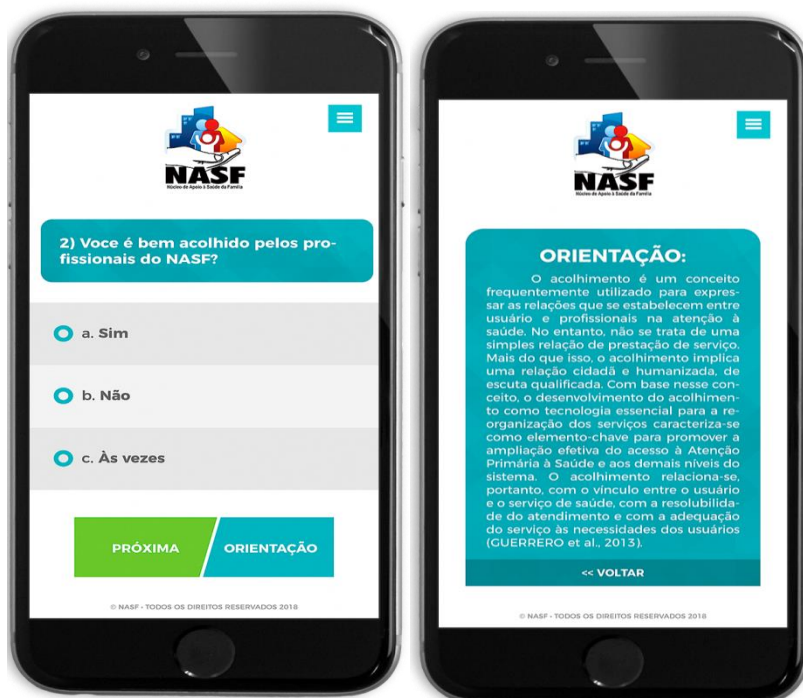 NASF
Núcleo de Apoio à Saúde da Família
2) Voce é bem acolhido pelos pro-
fissionais do NASF?
a. Sim
b. Não
c. Às vezes
PRÓXIMA
ORIENTAÇÃO
© NASF - TODOS OS DIREITOS RESERVADOS 2018
NASF
Núcleo de Apoio à Saúde da Família
ORIENTAÇÃO:
O acolhimento é um conceito
frequentemente utilizado para expres-
sar as relações que se estabelecem entre
usuário e profissionais na atenção à
saúde. No entanto, não se trata de uma
simples relação de prestação de serviço.
Mais do que isso, o acolhimento implica
uma relação cidadã e humanizada, de
escuta qualificada. Com base nesse con-
ceito, o desenvolvimento do acolhimen-
to como tecnologia essencial para a re-
organização dos serviços caracteriza-se
como elemento-chave para promover a
ampliação efetiva do acesso à Atenção
Primária à Saúde e aos demais níveis do
sistema. O acolhimento relaciona-se,
portanto, com o vínculo entre o usuário
e o serviço de saúde, com a resolubilida-
de do atendimento e com a adequação
do serviço às necessidades dos usuários
(GUERRERO et al., 2013).
<< VOLTAR
© NASF - TODOS OS DIREITOS RESERVADOS 2018